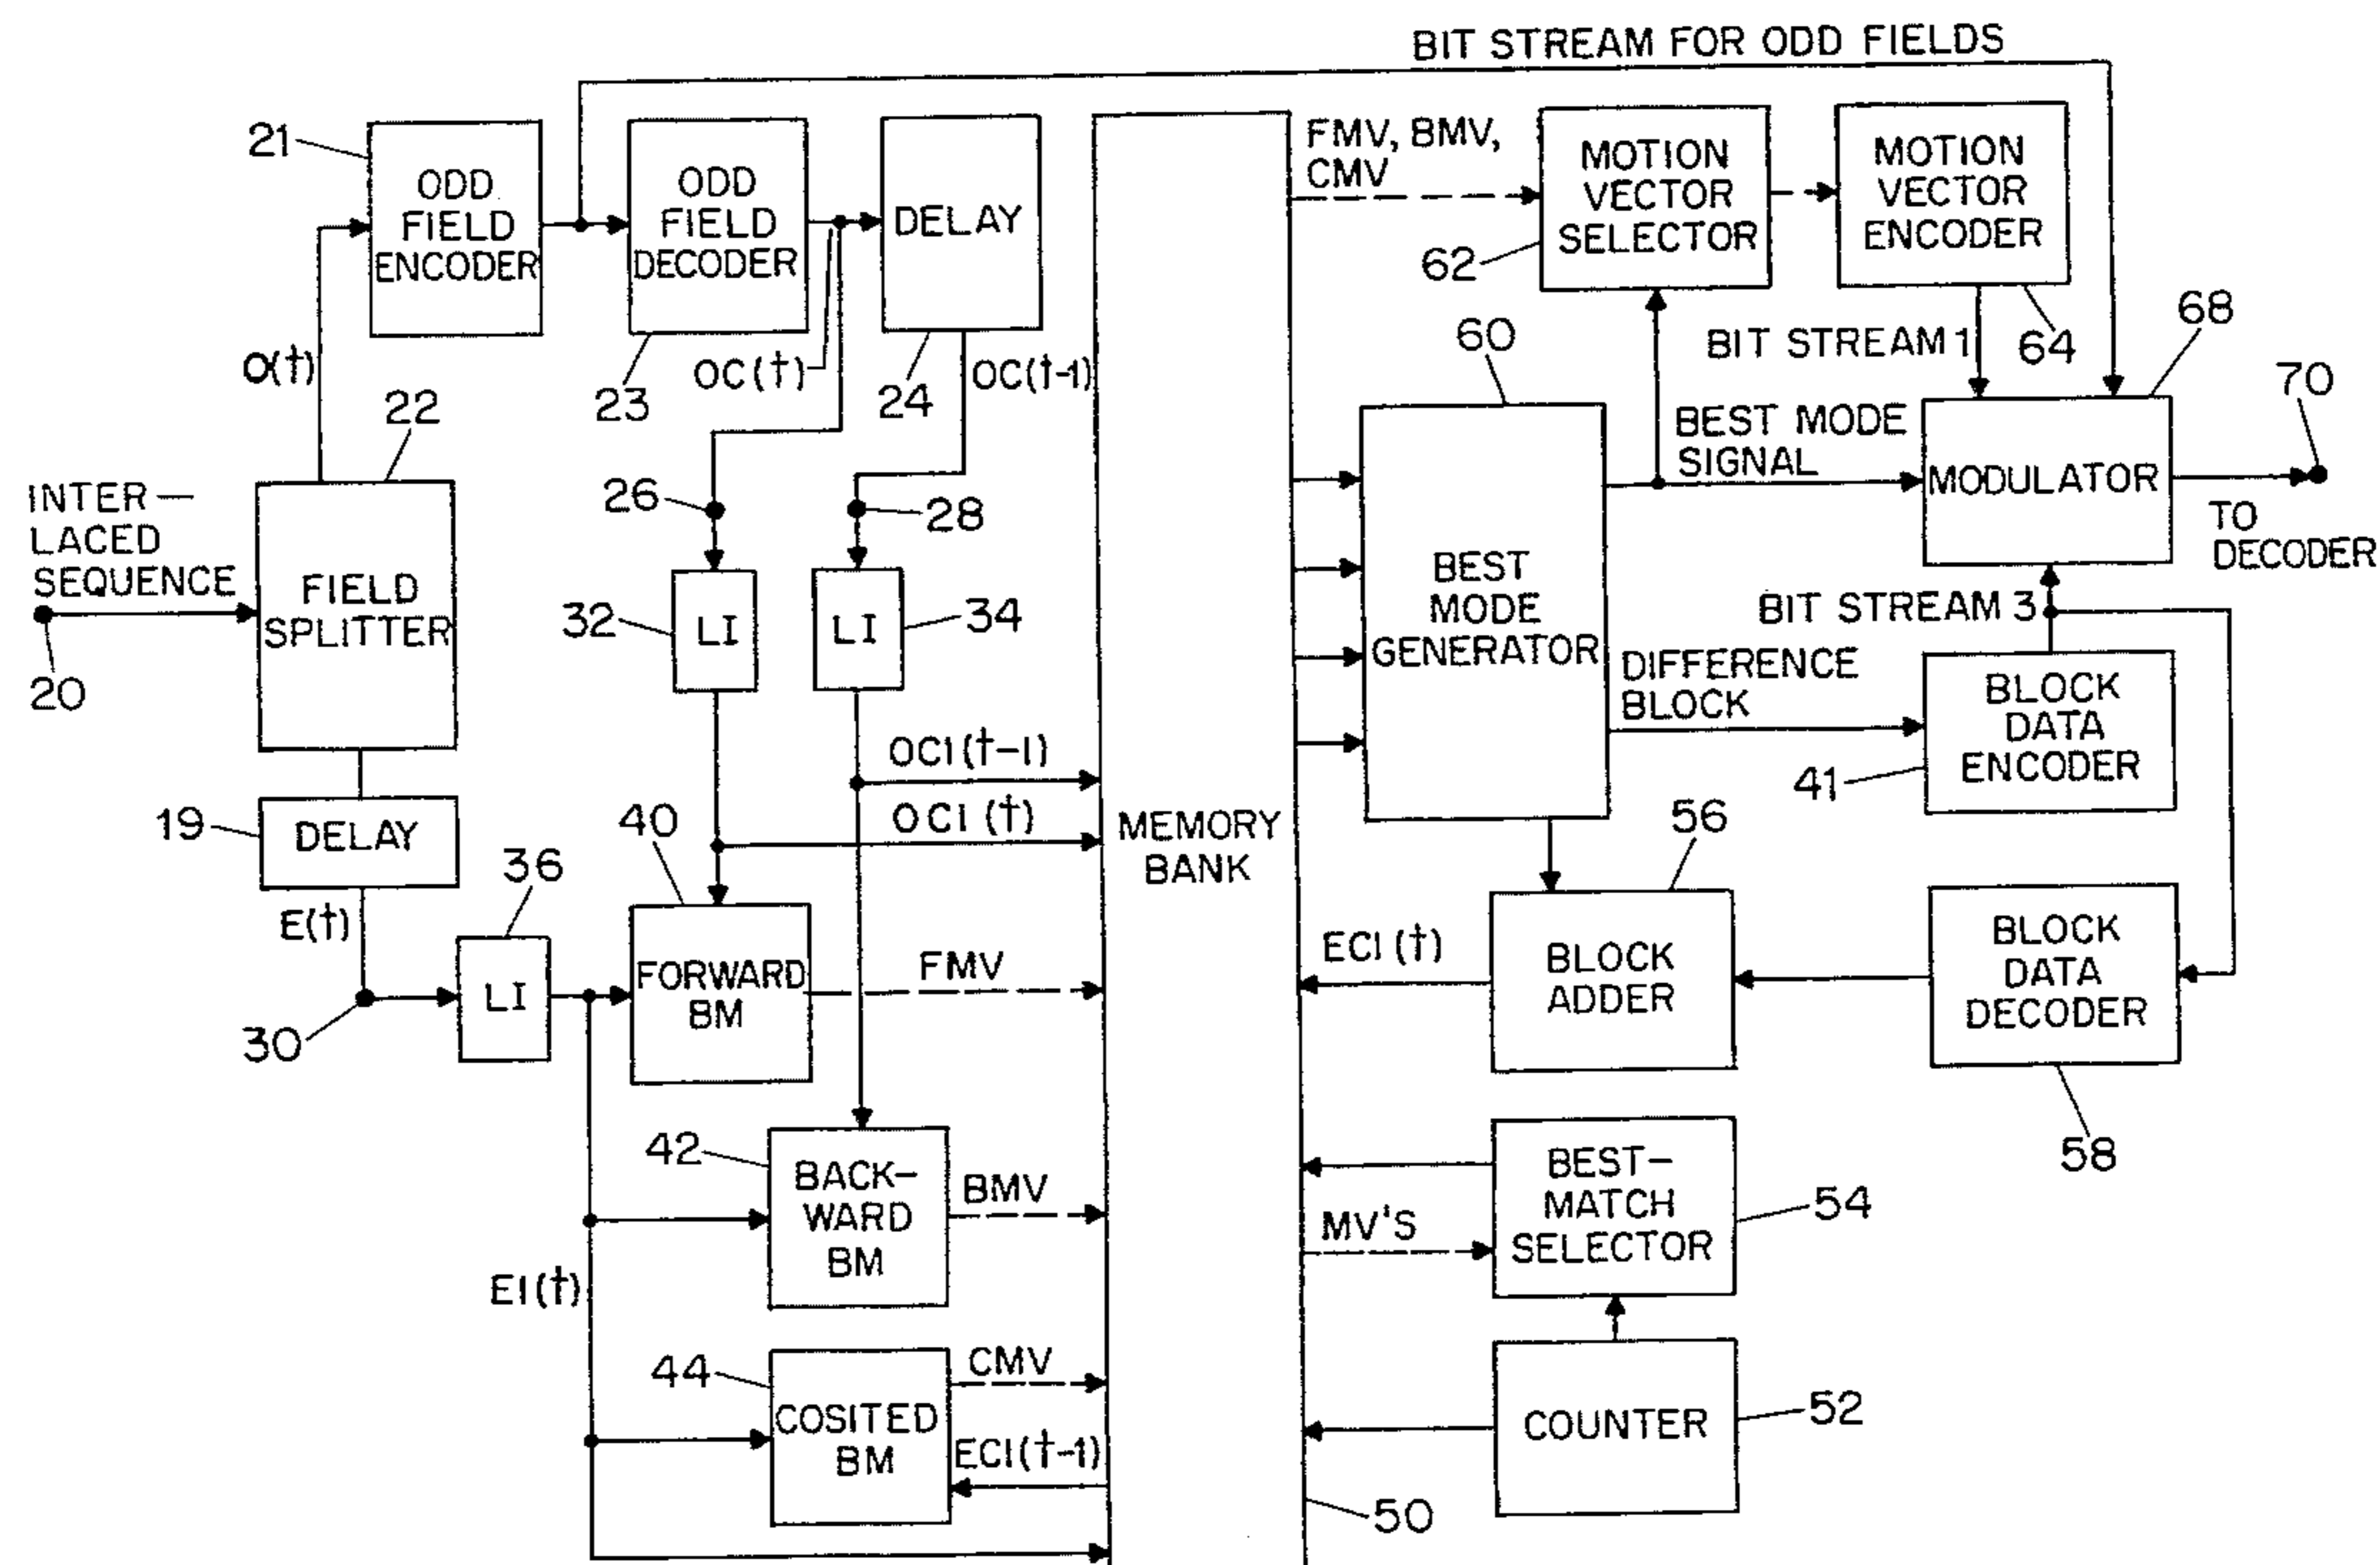 BIT STREAM FOR ODD FIELDS
21
ODD
FIELD
ENCODER
ODD
FIELD
DECODER
DELAY
FMV, BMV,
CMV
MOTION
VECTOR
SELECTOR
62
MOTION
VECTOR
ENCODER
64
68
O(t)
22
23
OC(t)
24
OC(t-1)
60
BIT STREAM 1
70
BEST MODE
SIGNAL
MODULATOR
TO
DECODER
INTER-
LACED
SEQUENCE
20
FIELD
SPLITTER
26
28
32
LI
LI
34
BEST
MODE
GENERATOR
BIT STREAM 3
DIFFERENCE
BLOCK
BLOCK
DATA
ENCODER
41
OC1(t-1)
OC1(t)
19
DELAY
40
MEMORY
BANK
56
36
E(t)
30
LI
FORWARD
BM
FMV
EC1(t)
BLOCK
ADDER
BLOCK
DATA
DECODER
58
42
BACK-
WARD
BM
BMV
MV'S
BEST-
MATCH
SELECTOR
54
E1(t)
44
COSITED
BM
CMV
EC1(t-1)
COUNTER
52
50